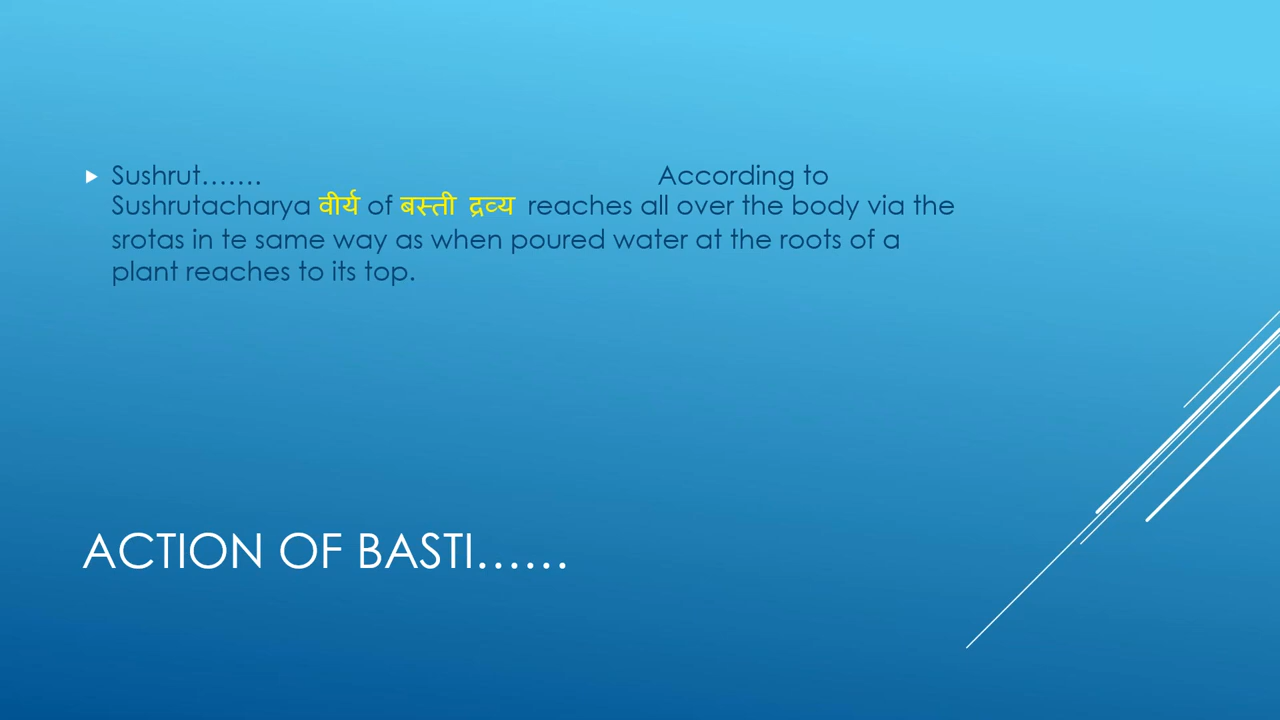 Sushrut....... According to
Sushrutacharya वीर्य of बस्ती द्रव्य reaches all over the body via the
srotas in te same way as when poured water at the roots of a
plant reaches to its top.
ACTION OF BASTI......